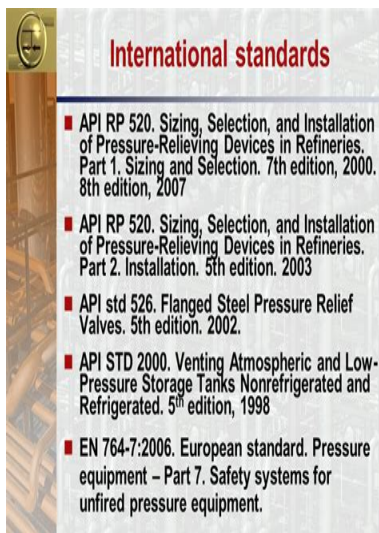 International standards
API RP 520. Sizing, Selection, and Installation
of Pressure-Relieving Devices in Refineries.
Part 1. Sizing and Selection. 7th edition, 2000.
8th edition, 2007
API RP 520. Sizing, Selection, and Installation
of Pressure-Relieving Devices in Refineries.
Part 2. Installation. 5th edition. 2003
API std 526. Flanged Steel Pressure Relief
Valves. 5th edition. 2002.
API STD 2000. Venting Atmospheric and Low-
Pressure Storage Tanks Nonrefrigerated and
Refrigerated. 5th edition, 1998
EN 764-7:2006. European standard. Pressure
equipment – Part 7. Safety systems for
unfired pressure equipment.